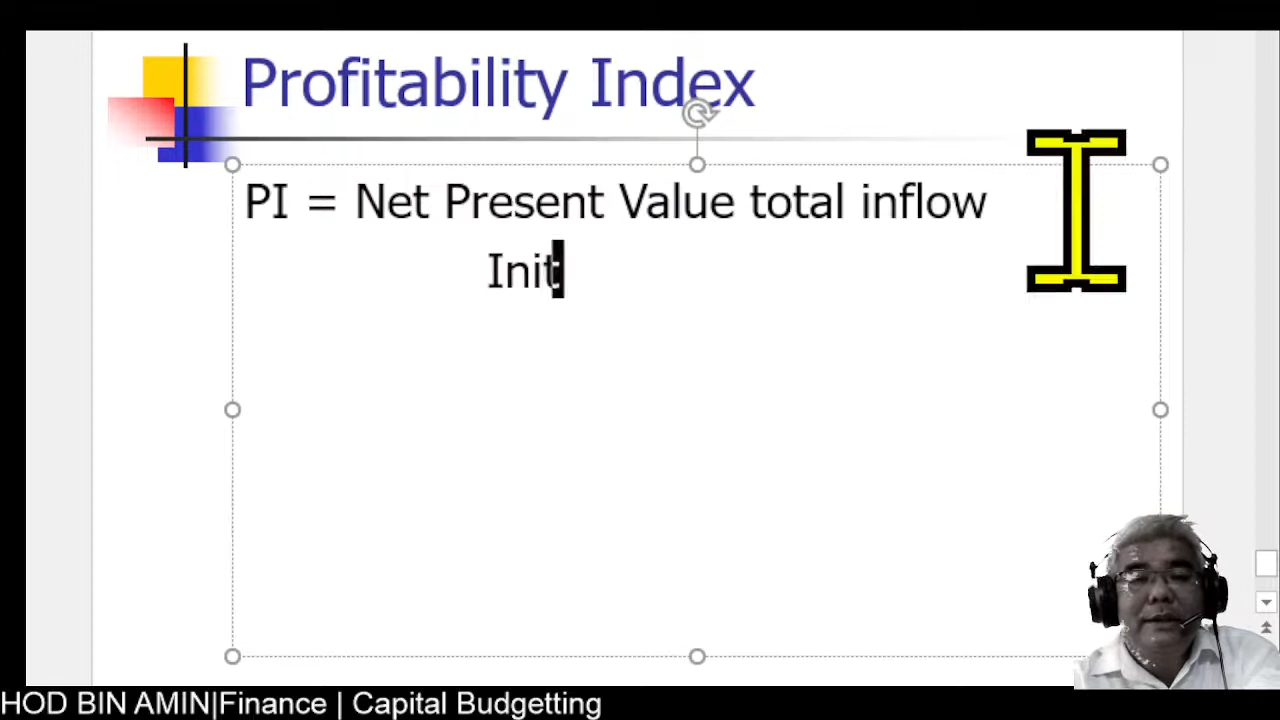 Profitability Index
PI = Net Present Value total inflow
Init
HOD BIN AMIN|Finance | Capital Budgetting